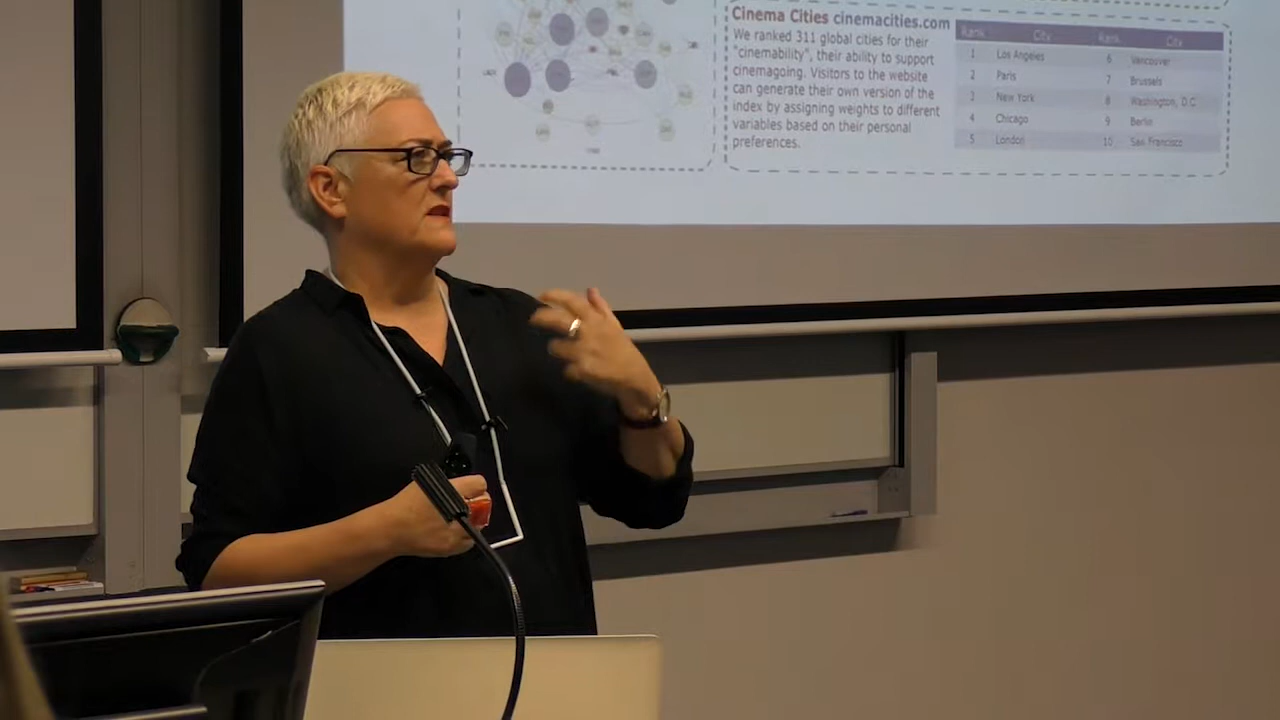 Cinema Cities cinemacities.com
We ranked 311 global cities for their
"cinemability", their ability to support
cinemagoing. Visitors to the website
can generate their own version of the
index by assigning weights to different
variables based on their personal
preferences.
Rank City Rank City
1 Los Angeles 6 Vancouver
2 Paris 7 Brussels
3 New York 8 Washington, D.C.
4 Chicago 9 Berlin
5 London 10 San Francisco